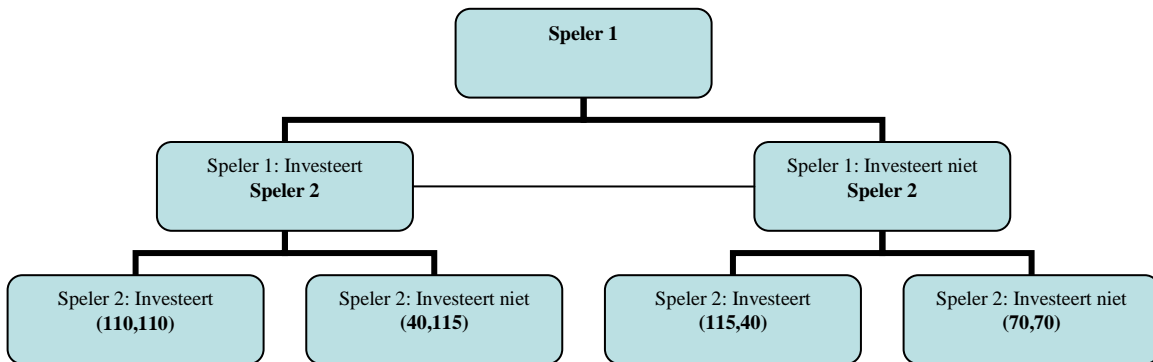 Speler 1
Speler 1: Investeert
Speler 2
Speler 1: Investeert niet
Speler 2
Speler 2: Investeert
(110,110)
Speler 2: Investeert niet
(40,115)
Speler 2: Investeert
(115,40)
Speler 2: Investeert niet
(70,70)